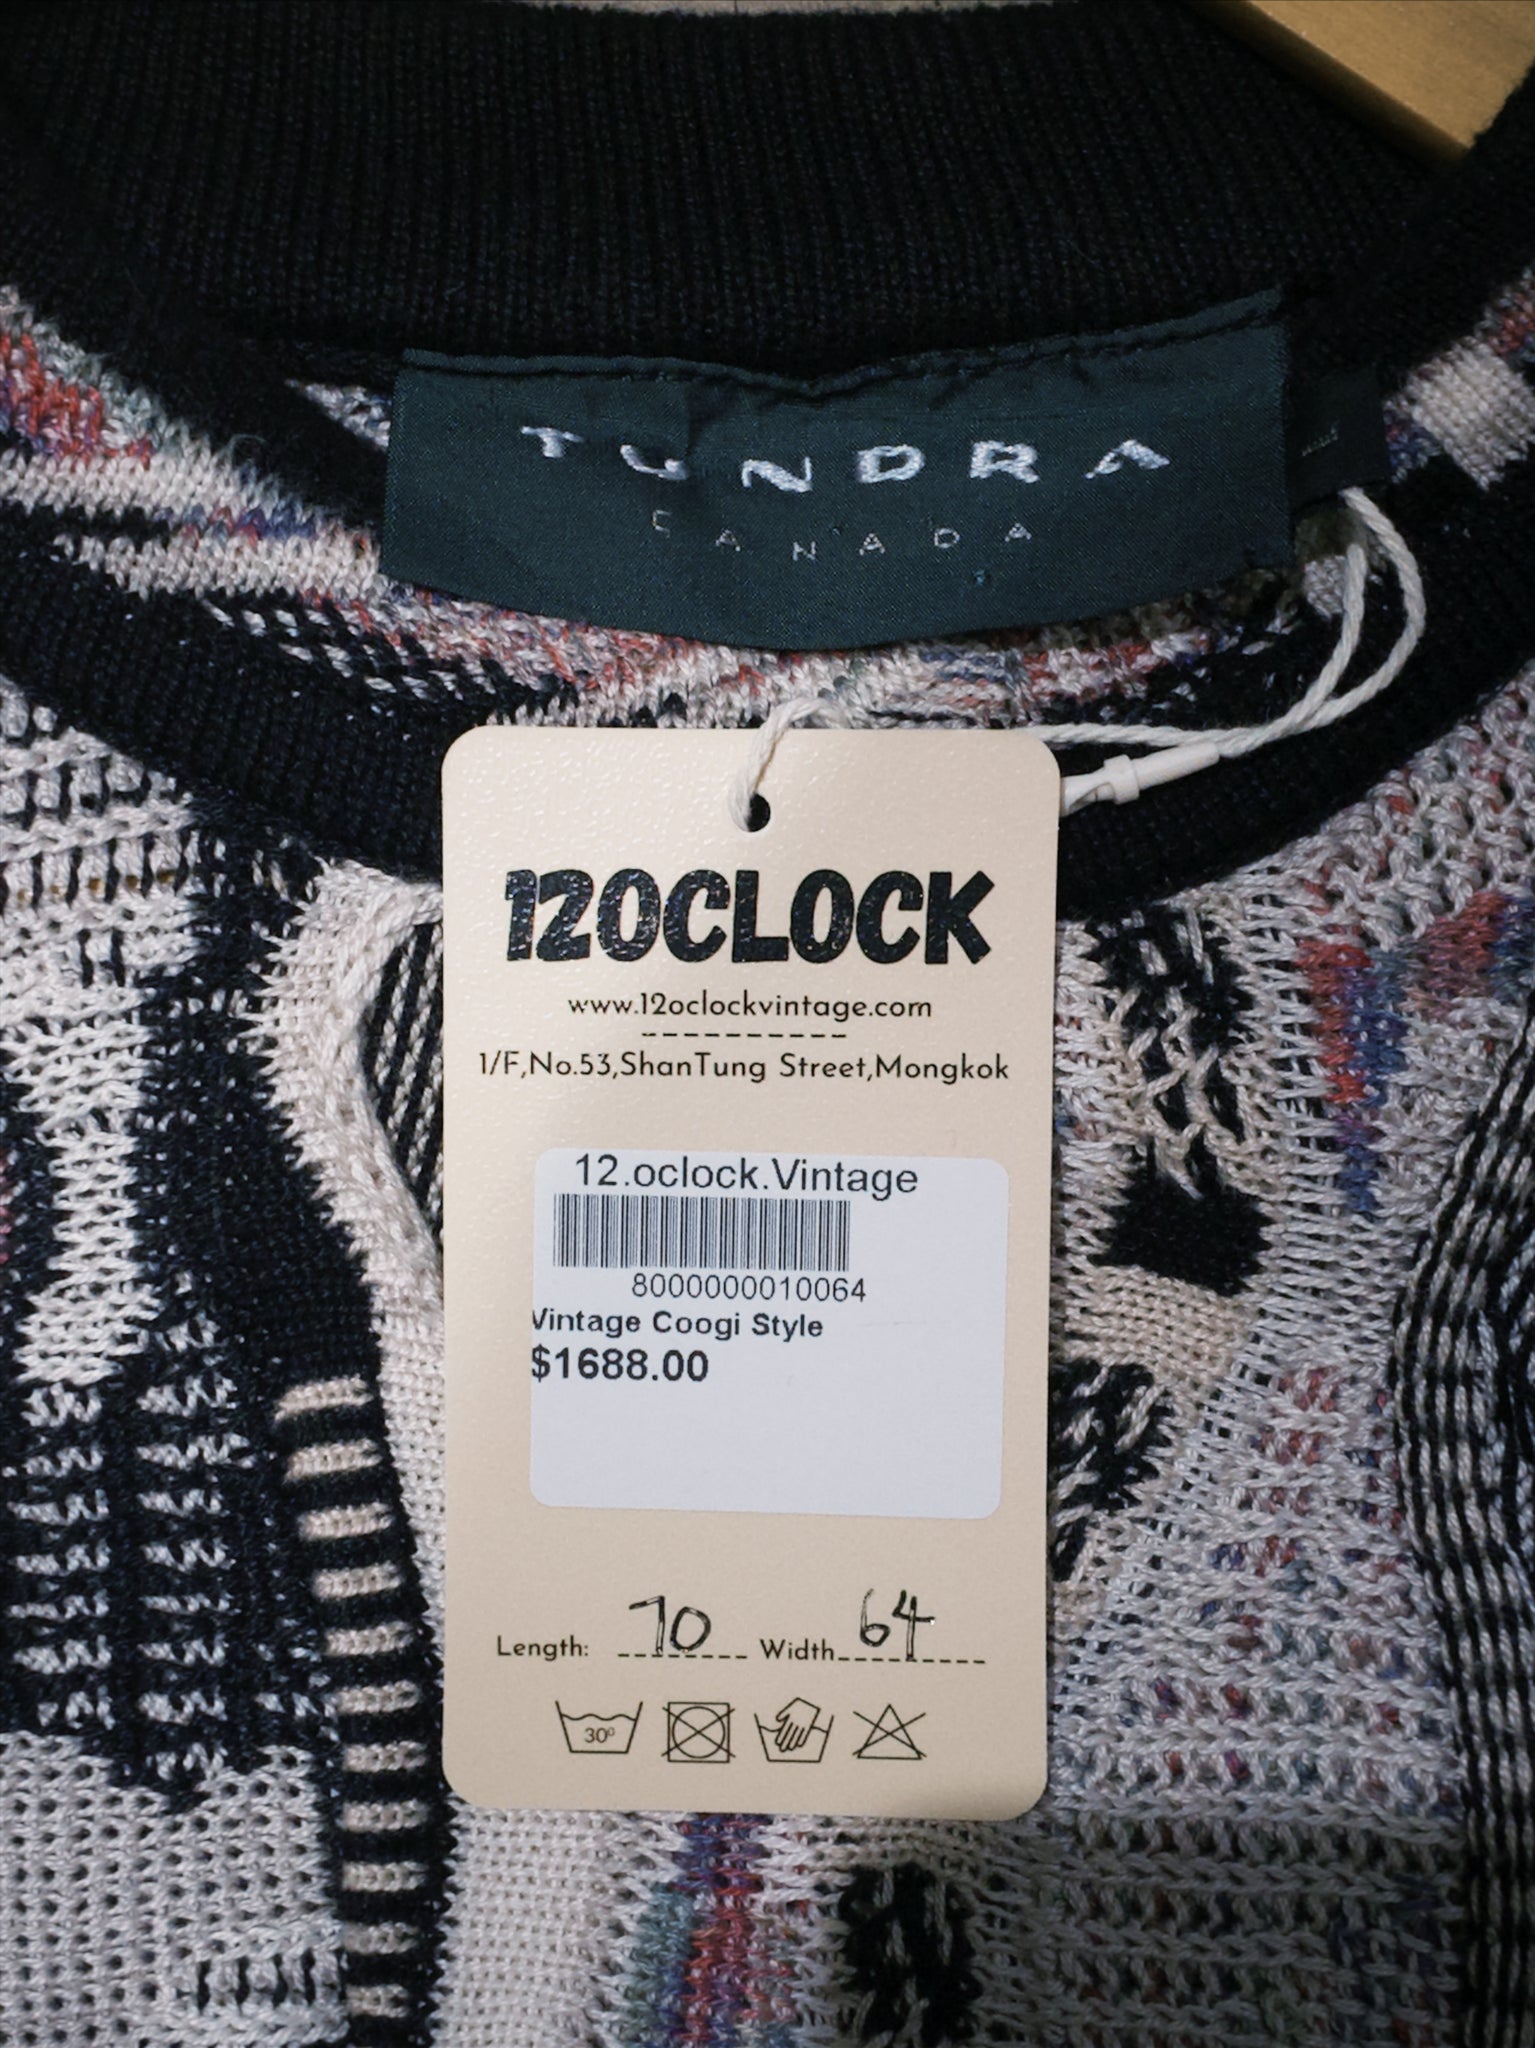 TUNDRA
CANADA
12OCLOCK
www.12oclockvintage.com
1/F,No.53,ShanTung Street,Mongkok
12.oclock.Vintage
8000000010064
Vintage Coogi Style
$1688.00
Length: 70 Width 64
30°